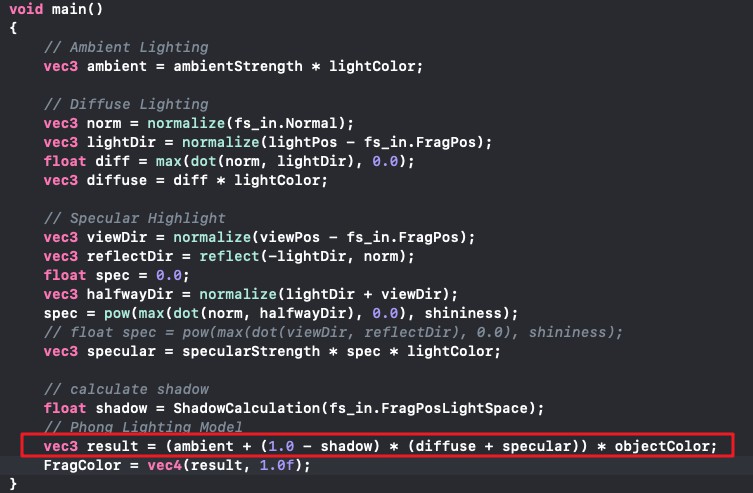 void main()
{
    // Ambient Lighting
    vec3 ambient = ambientStrength * lightColor;

    // Diffuse Lighting
    vec3 norm = normalize(fs_in.Normal);
    vec3 lightDir = normalize(lightPos - fs_in.FragPos);
    float diff = max(dot(norm, lightDir), 0.0);
    vec3 diffuse = diff * lightColor;

    // Specular Highlight
    vec3 viewDir = normalize(viewPos - fs_in.FragPos);
    vec3 reflectDir = reflect(-lightDir, norm);
    float spec = 0.0;
    vec3 halfwayDir = normalize(lightDir + viewDir);
    spec = pow(max(dot(norm, halfwayDir), 0.0), shininess);
    // float spec = pow(max(dot(viewDir, reflectDir), 0.0), shininess);
    vec3 specular = specularStrength * spec * lightColor;

    // calculate shadow
    float shadow = ShadowCalculation(fs_in.FragPosLightSpace);
    // Phong Lighting Model
    vec3 result = (ambient + (1.0 - shadow) * (diffuse + specular)) * objectColor;
    FragColor = vec4(result, 1.0f);
}